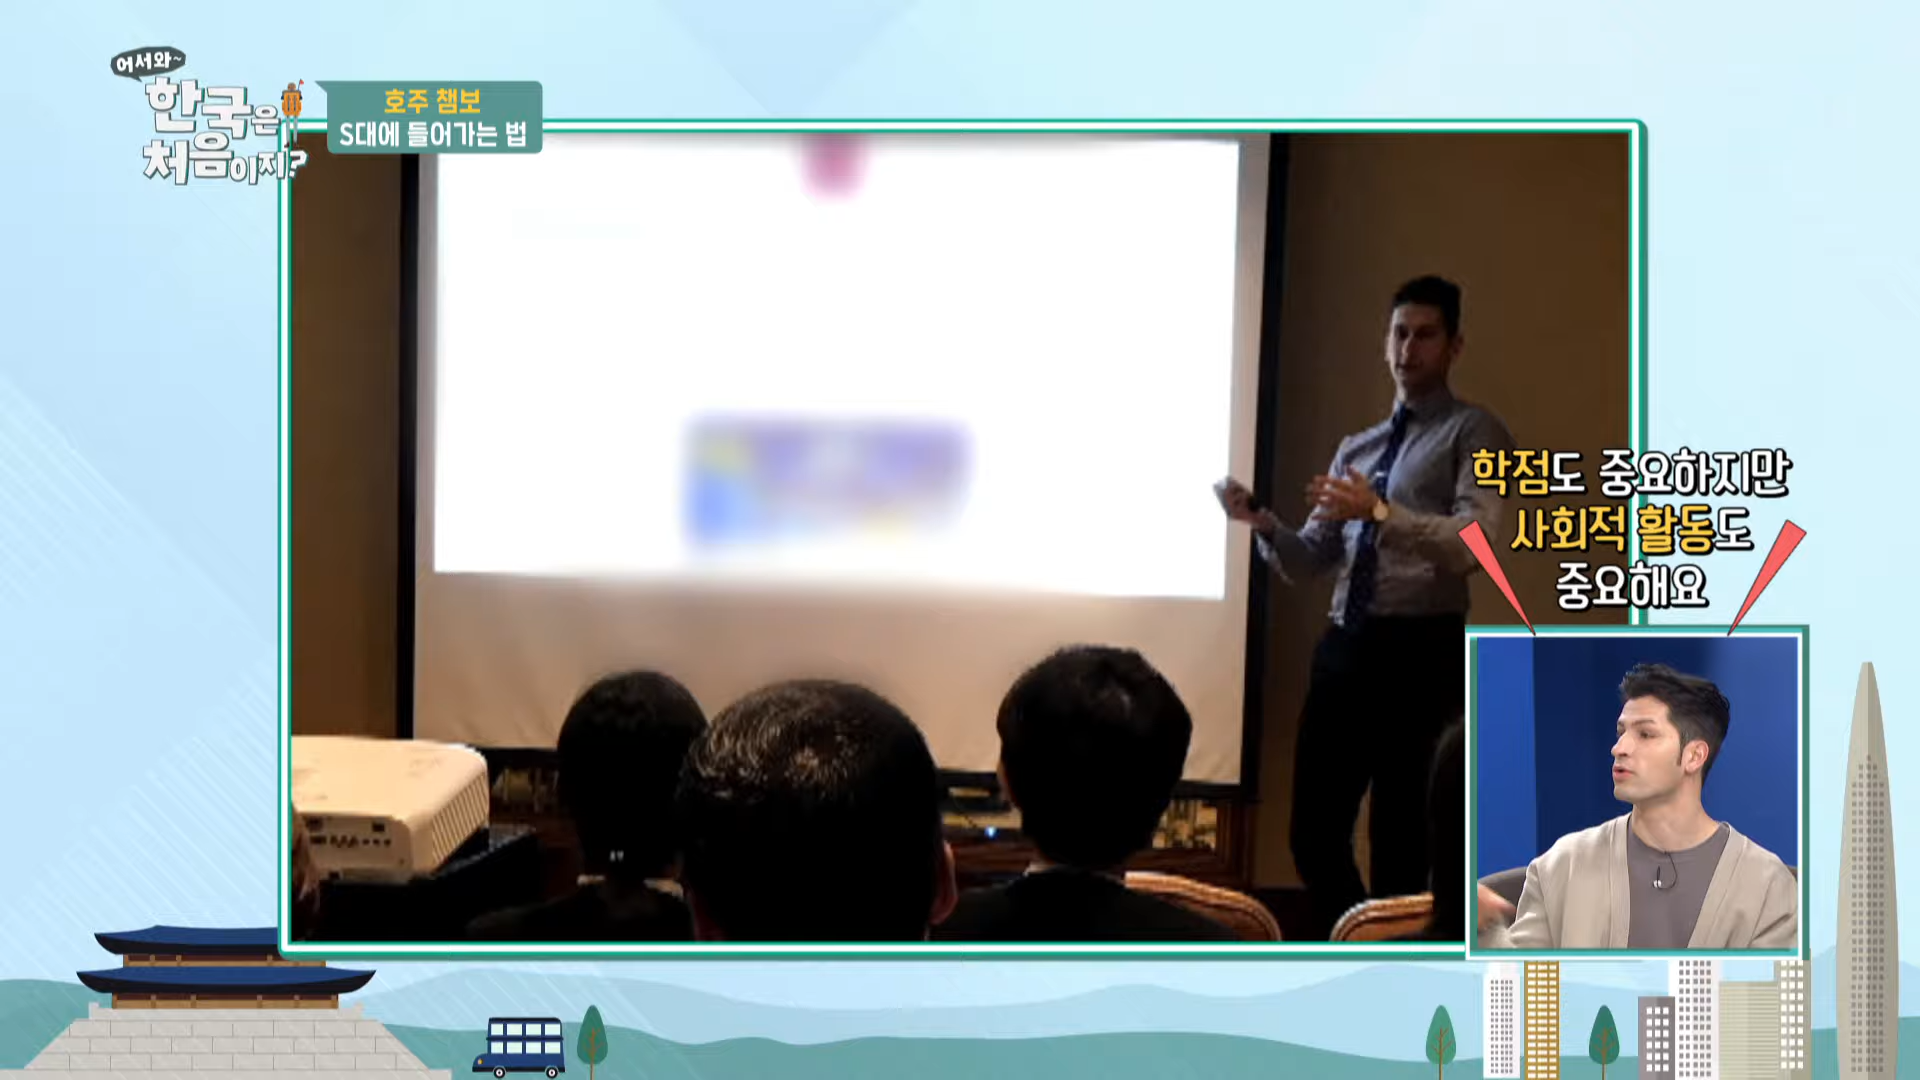 어서와~
한국은
처음이지?
호주 챔보
S대에 들어가는 법
학점도 중요하지만
사회적 활동도
중요해요